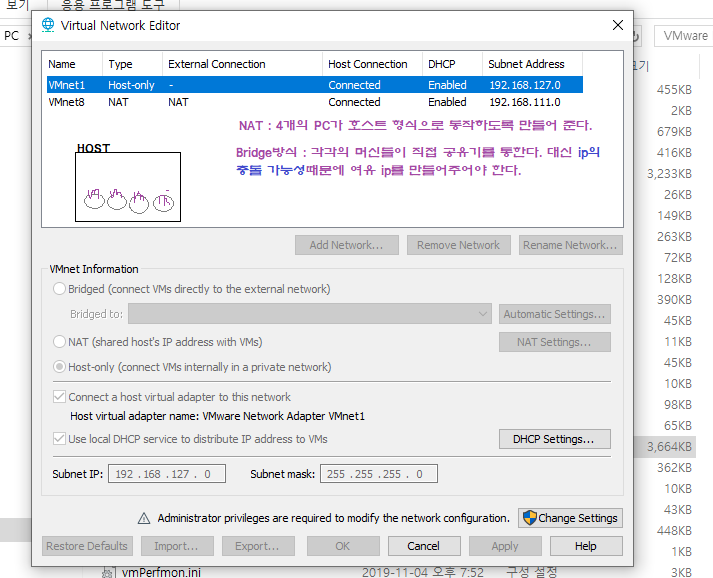 보기
응용 프로그램 도구
PC
VMware
크기
Virtual Network Editor
Name Type External Connection Host Connection DHCP Subnet Address
VMnet1 Host-only - Connected Enabled 192.168.127.0
VMnet8 NAT NAT Connected Enabled 192.168.111.0
NAT : 4개의 PC가 호스트 형식으로 동작하도록 만들어 준다.
Bridge방식 : 각각의 머신들이 직접 공유기를 통한다. 대신 ip의
충돌 가능성때문에 여유 ip를 만들어주어야 한다.
HOST
Add Network... Remove Network Rename Network...
VMnet Information
Bridged (connect VMs directly to the external network)
Bridged to: Automatic Settings...
NAT (shared host's IP address with VMs) NAT Settings...
Host-only (connect VMs internally in a private network)
Connect a host virtual adapter to this network
Host virtual adapter name: VMware Network Adapter VMnet1
Use local DHCP service to distribute IP address to VMs DHCP Settings...
Subnet IP: 192 . 168 . 127 . 0 Subnet mask: 255 . 255 . 255 . 0
Administrator privileges are required to modify the network configuration. Change Settings
Restore Defaults Import... Export... OK Cancel Apply Help
455KB
2KB
679KB
416KB
3,233KB
26KB
149KB
263KB
72KB
128KB
390KB
45KB
11KB
45KB
10KB
98KB
65KB
3,664KB
362KB
10KB
43KB
448KB
1KB
vmPerfmon.ini 2019-11-04 오후 7:52 구성 설정 3KB